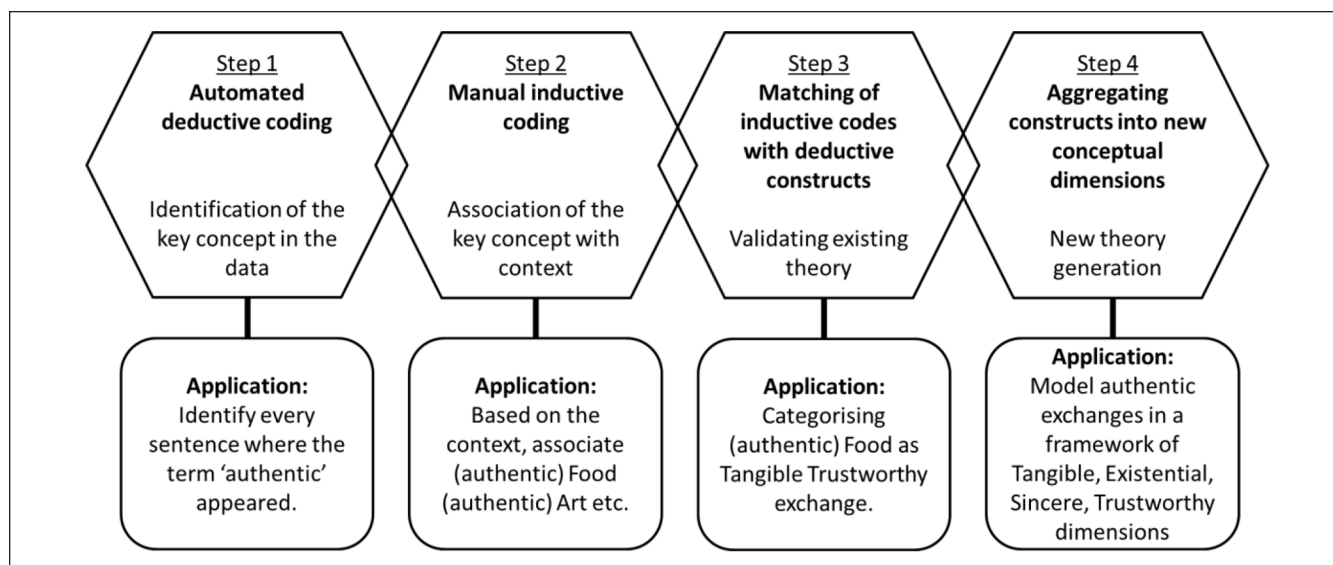 Step 1
Automated
deductive coding
Identification of the
key concept in the
data
Step 2
Manual inductive
coding
Association of the
key concept with
context
Step 3
Matching of
inductive codes
with deductive
constructs
Validating existing
theory
Step 4
Aggregating
constructs into new
conceptual
dimensions
New theory
generation
Application:
Identify every
sentence where the
term ‘authentic’
appeared.
Application:
Based on the
context, associate
(authentic) Food
(authentic) Art etc.
Application:
Categorising
(authentic) Food as
Tangible Trustworthy
exchange.
Application:
Model authentic
exchanges in a
framework of
Tangible, Existential,
Sincere, Trustworthy
dimensions